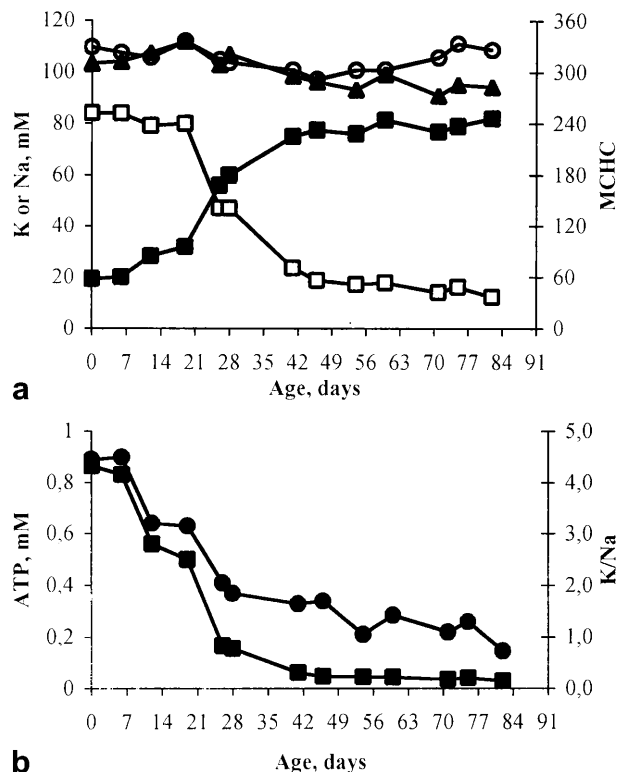 120 360
100 300
80 240
60 180
40 120
20 60
0 0
K or Na, mM
MCHC
0 7 14 21 28 35 42 49 56 63 70 77 84 91
Age, days
a
1 5,0
0,8 4,0
0,6 3,0
0,4 2,0
0,2 1,0
0 0,0
ATP, mM
K/Na
0 7 14 21 28 35 42 49 56 63 70 77 84 91
b Age, days